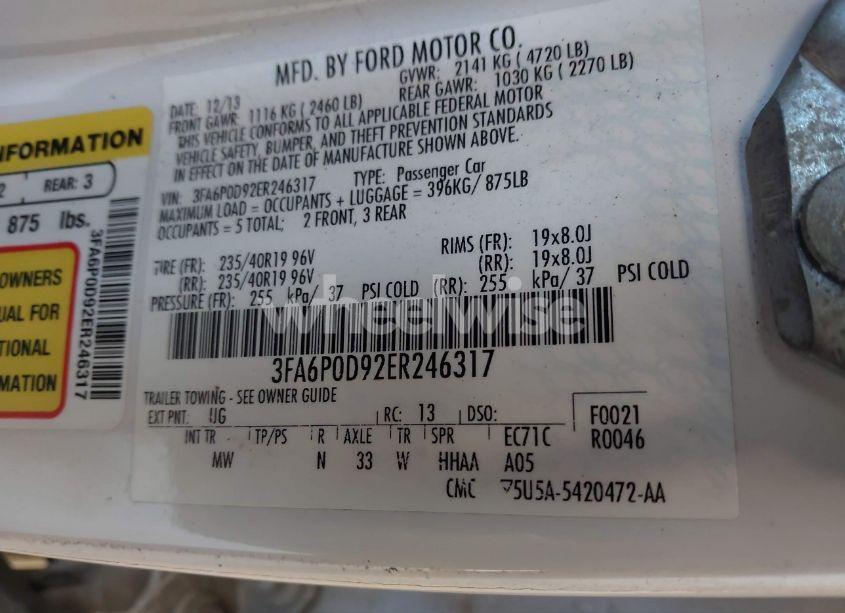 MFD. BY FORD MOTOR CO.
DATE: 12/13
GVWR: 2141 KG ( 4720 LB)
FRONT GAWR: 1116 KG ( 2460 LB)
REAR GAWR: 1030 KG ( 2270 LB)
THIS VEHICLE CONFORMS TO ALL APPLICABLE FEDERAL MOTOR
VEHICLE SAFETY, BUMPER, AND THEFT PREVENTION STANDARDS
IN EFFECT ON THE DATE OF MANUFACTURE SHOWN ABOVE.
VIN: 3FA6P0D92ER246317 TYPE: Passenger Car
MAXIMUM LOAD = OCCUPANTS + LUGGAGE = 396KG/ 875LB
OCCUPANTS = 5 TOTAL; 2 FRONT, 3 REAR
TIRE (FR): 235/40R19 96V RIMS (FR): 19x8.0J
(RR): 235/40R19 96V (RR): 19x8.0J
PRESSURE (FR): 255 kPa/ 37 PSI COLD (RR): 255 kPa/ 37 PSI COLD
wheelwise
3FA6P0D92ER246317
TRAILER TOWING - SEE OWNER GUIDE
EXT PNT: UG RC: 13 DSO: F0021
R0046
INT TR TP/PS R AXLE TR SPR EC71C
MW N 33 W HHAA A05
CMC 75U5A-5420472-AA
NFORMATION
2 REAR: 3
875 lbs.
OWNERS
UAL FOR
TIONAL
MATION
3FA6P0D92ER246317